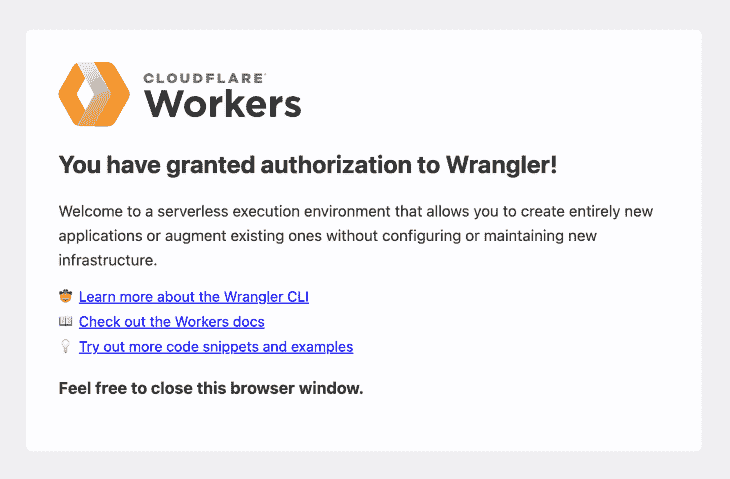 CLOUDFLARE
Workers
You have granted authorization to Wrangler!
Welcome to a serverless execution environment that allows you to create entirely new
applications or augment existing ones without configuring or maintaining new
infrastructure.
Learn more about the Wrangler CLI
Check out the Workers docs
Try out more code snippets and examples
Feel free to close this browser window.